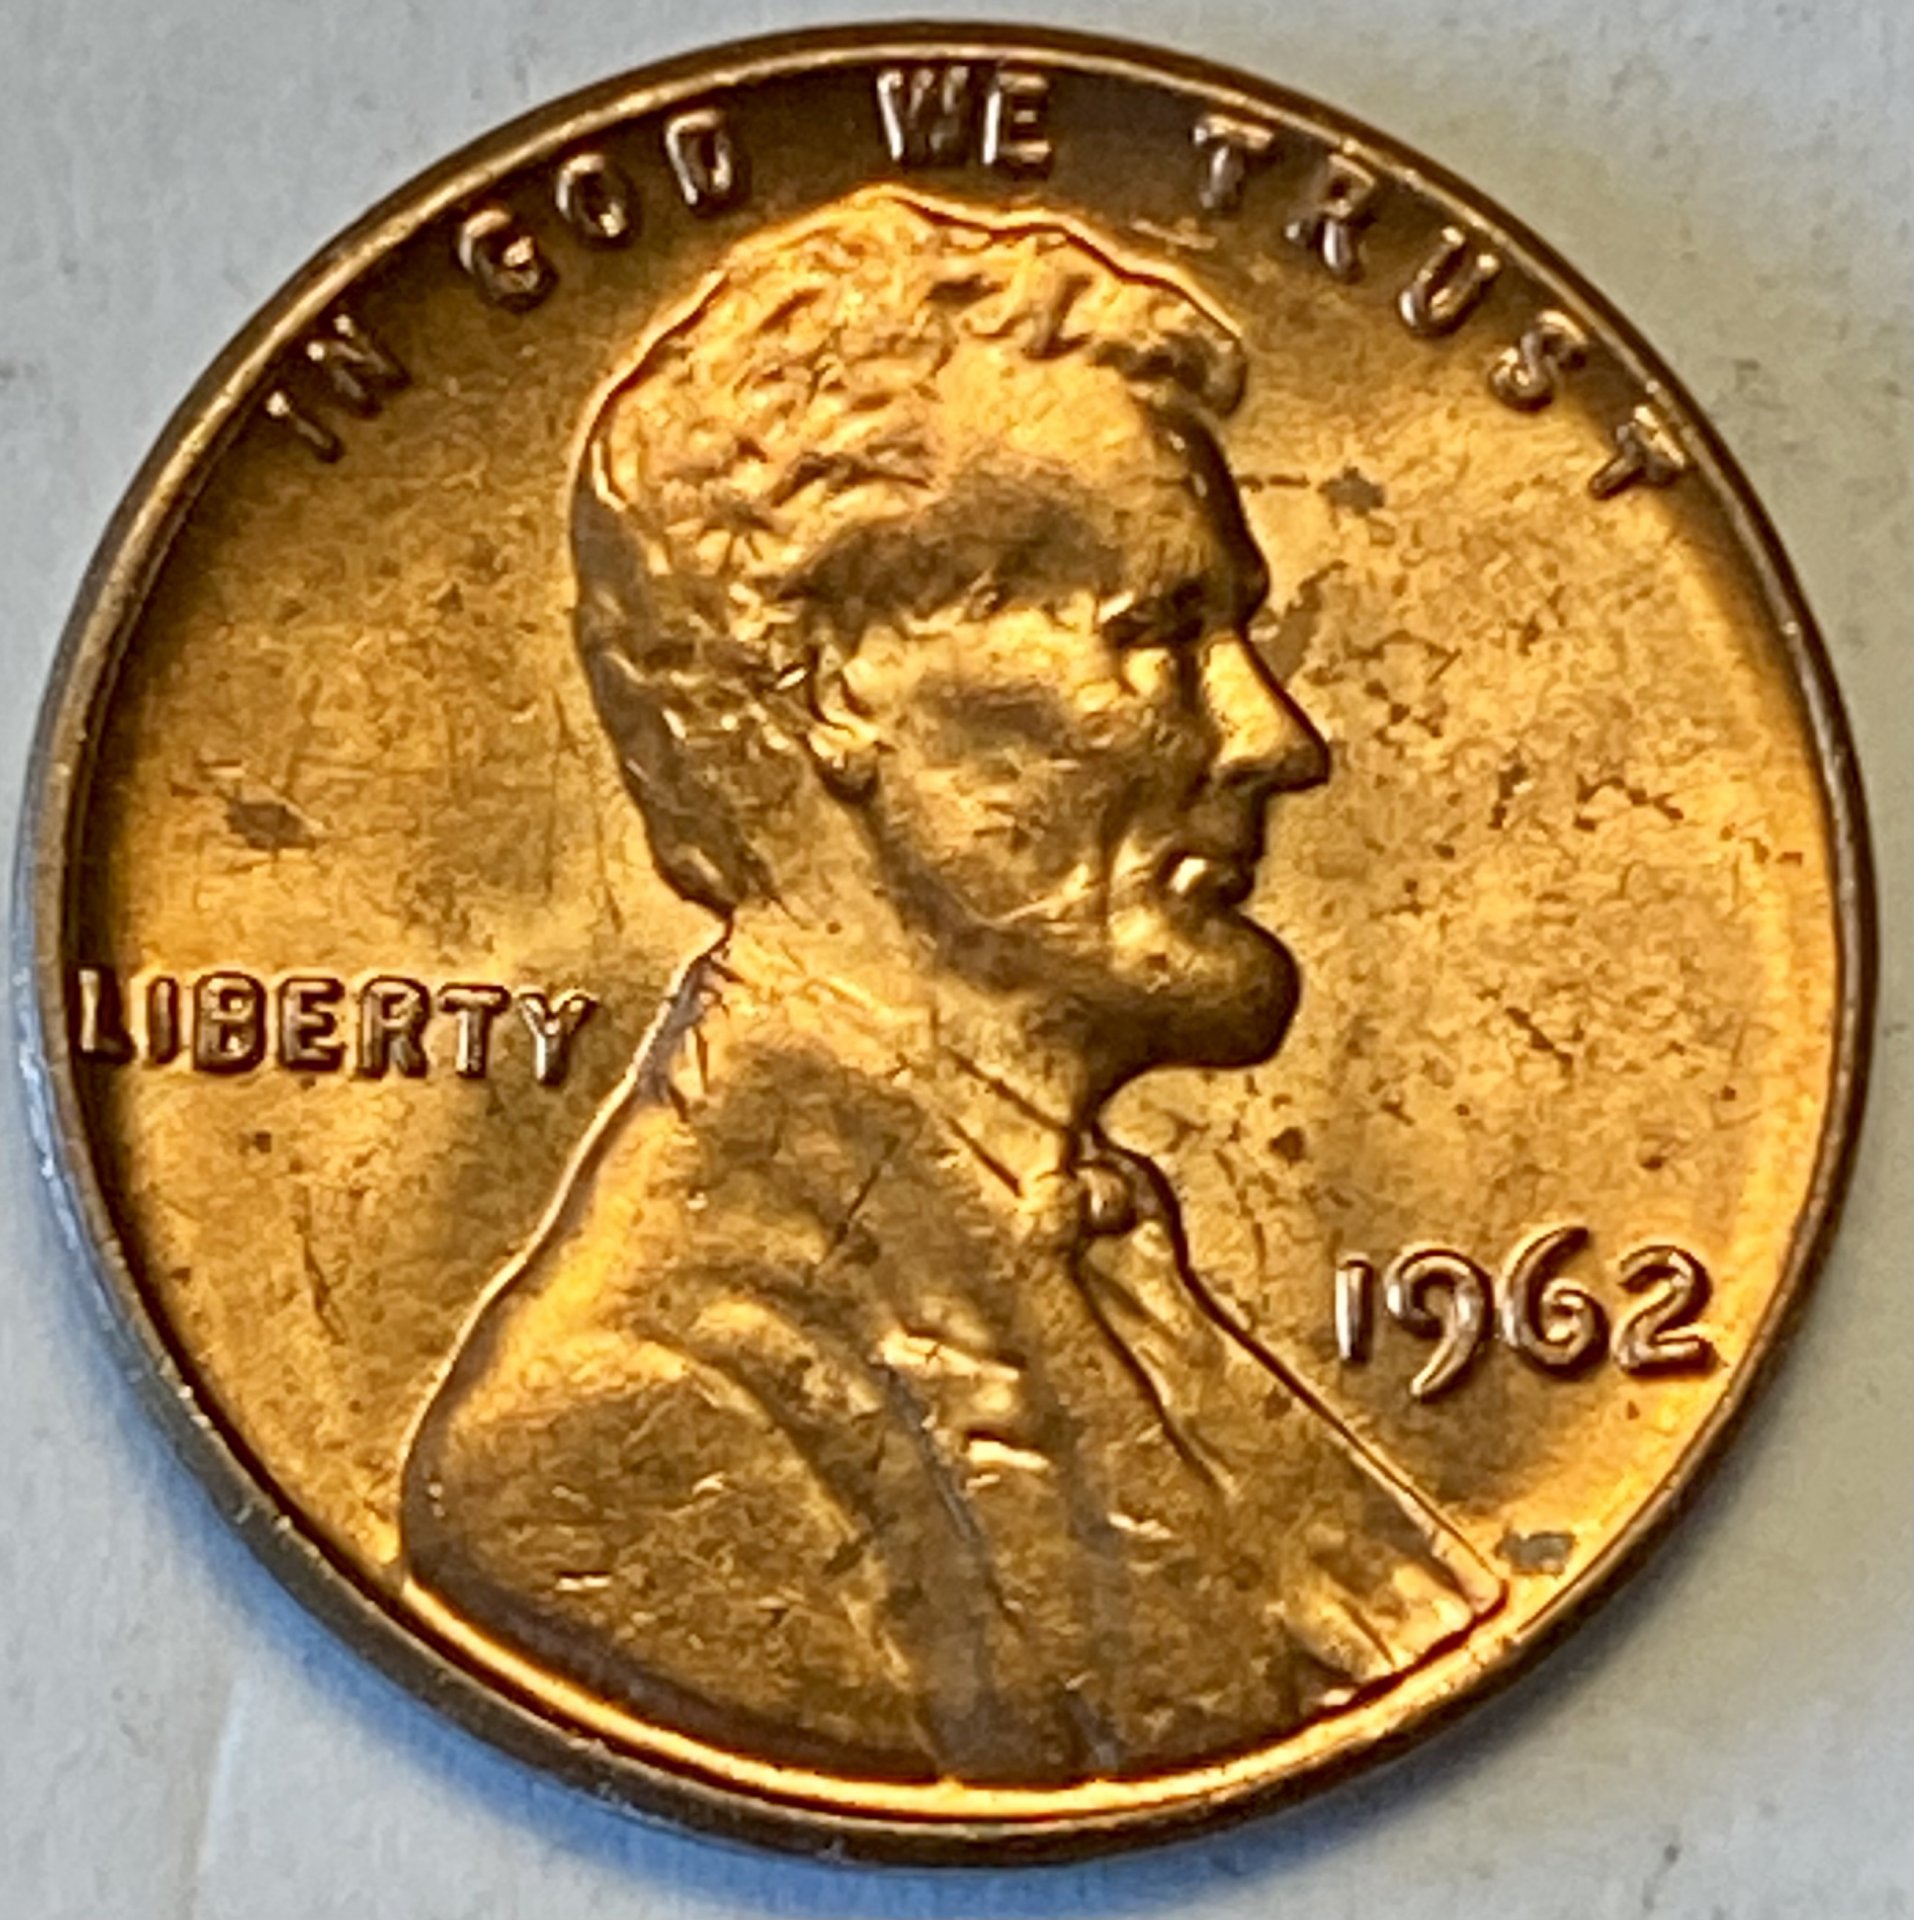 IN GOD WE TRUST
LIBERTY
1962